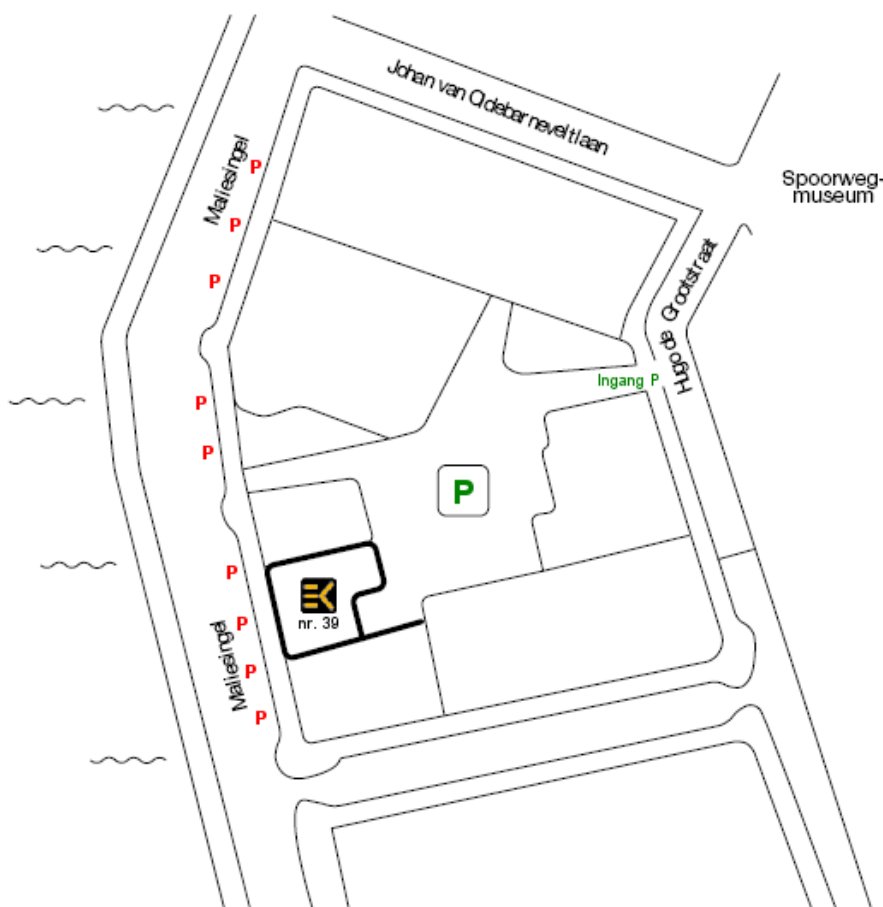 Johan van Oldebarneveltlaan
Maliesingel
P
P
P
Spoorweg-
museum
Hugo de Grootstraat
Ingang P
P
P
P
P
nr. 39
P
Maliesingel
P
P
P